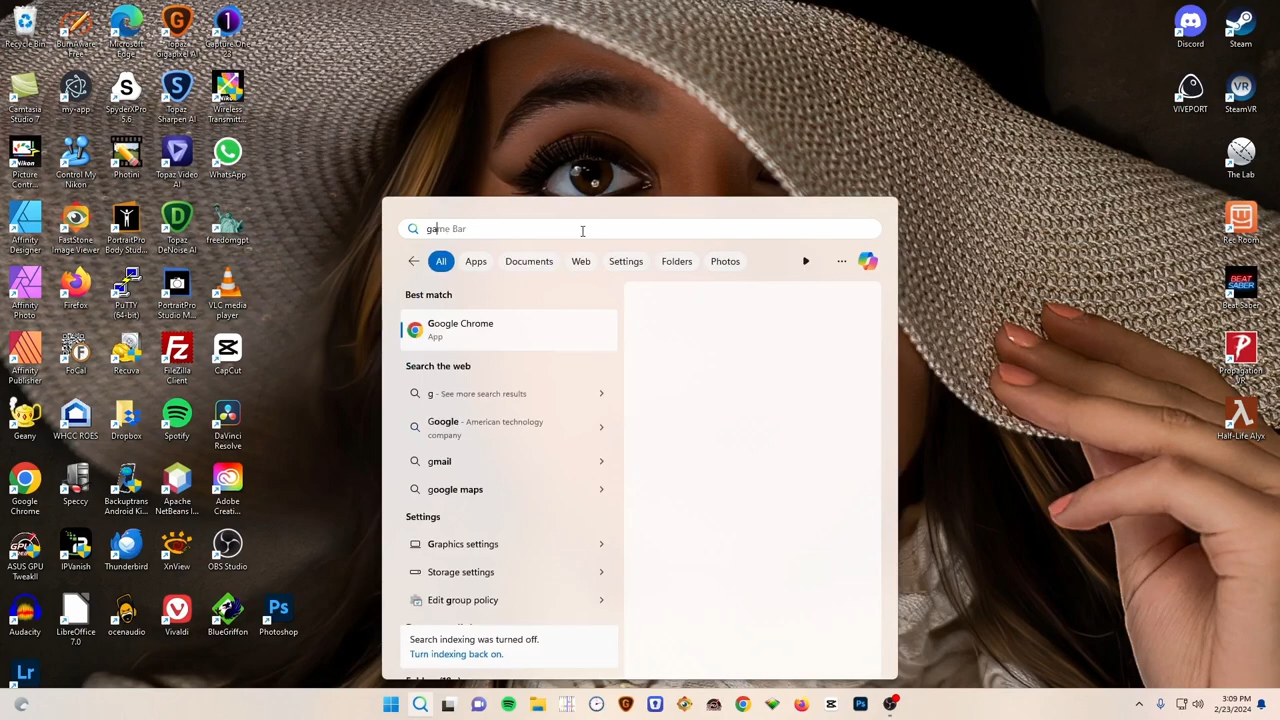 Recycle Bin
BurnAware Free
Microsoft Edge
Topaz Gigapixel AI
Capture One 23
Camtasia Studio 7
my-app
SpyderXPro 5.6
Topaz Sharpen AI
Wireless Transmitt...
Picture Contr...
Control My Nikon
Photini
Topaz Video AI
WhatsApp
Affinity Designer
FastStone Image Viewer
PortraitPro Body Stud...
Topaz DeNoise AI
freedomgpt
Affinity Photo
Firefox
PuTTY (64-bit)
PortraitPro Studio M...
VLC media player
Affinity Publisher
FoCal
Recuva
FileZilla Client
CapCut
Geany
WHCC ROES
Dropbox
Spotify
DaVinci Resolve
Google Chrome
Speccy
Backuptrans Android Ki...
Apache NetBeans I...
Adobe Creati...
ASUS GPU TweakII
IPVanish
Thunderbird
XnView
OBS Studio
Audacity
LibreOffice 7.0
ocenaudio
Vivaldi
BlueGriffon
Photoshop
Discord
Steam
VIVEPORT
SteamVR
The Lab
Rec Room
Beat Saber
Propagation VR
Half-Life Alyx
game Bar
All Apps Documents Web Settings Folders Photos
Best match
Google Chrome
App
Search the web
g - See more search results
Google - American technology
company
gmail
google maps
Settings
Graphics settings
Storage settings
Edit group policy
Search indexing was turned off.
Turn indexing back on.
3:09 PM
2/23/2024